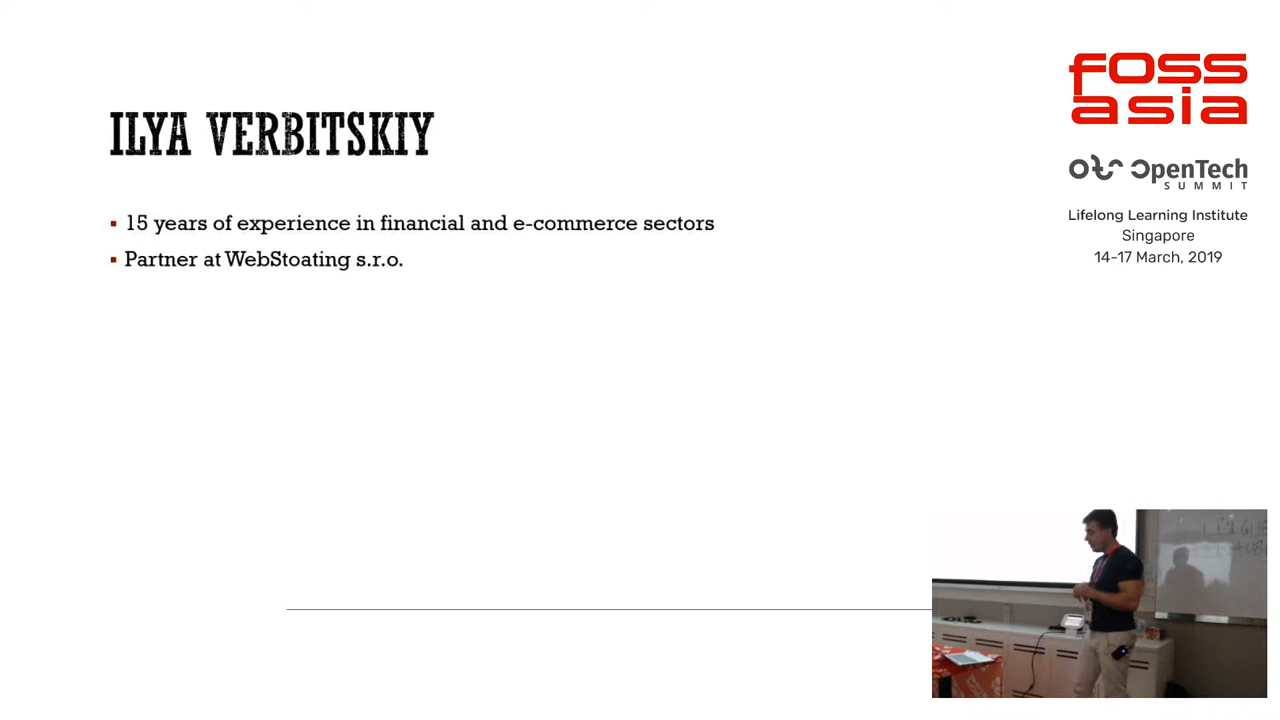 ILYA VERBITSKIY
15 years of experience in financial and e-commerce sectors
Partner at WebStoating s.r.o.
foss
asia
OpenTech
SUMMIT
Lifelong Learning Institute
Singapore
14-17 March, 2019